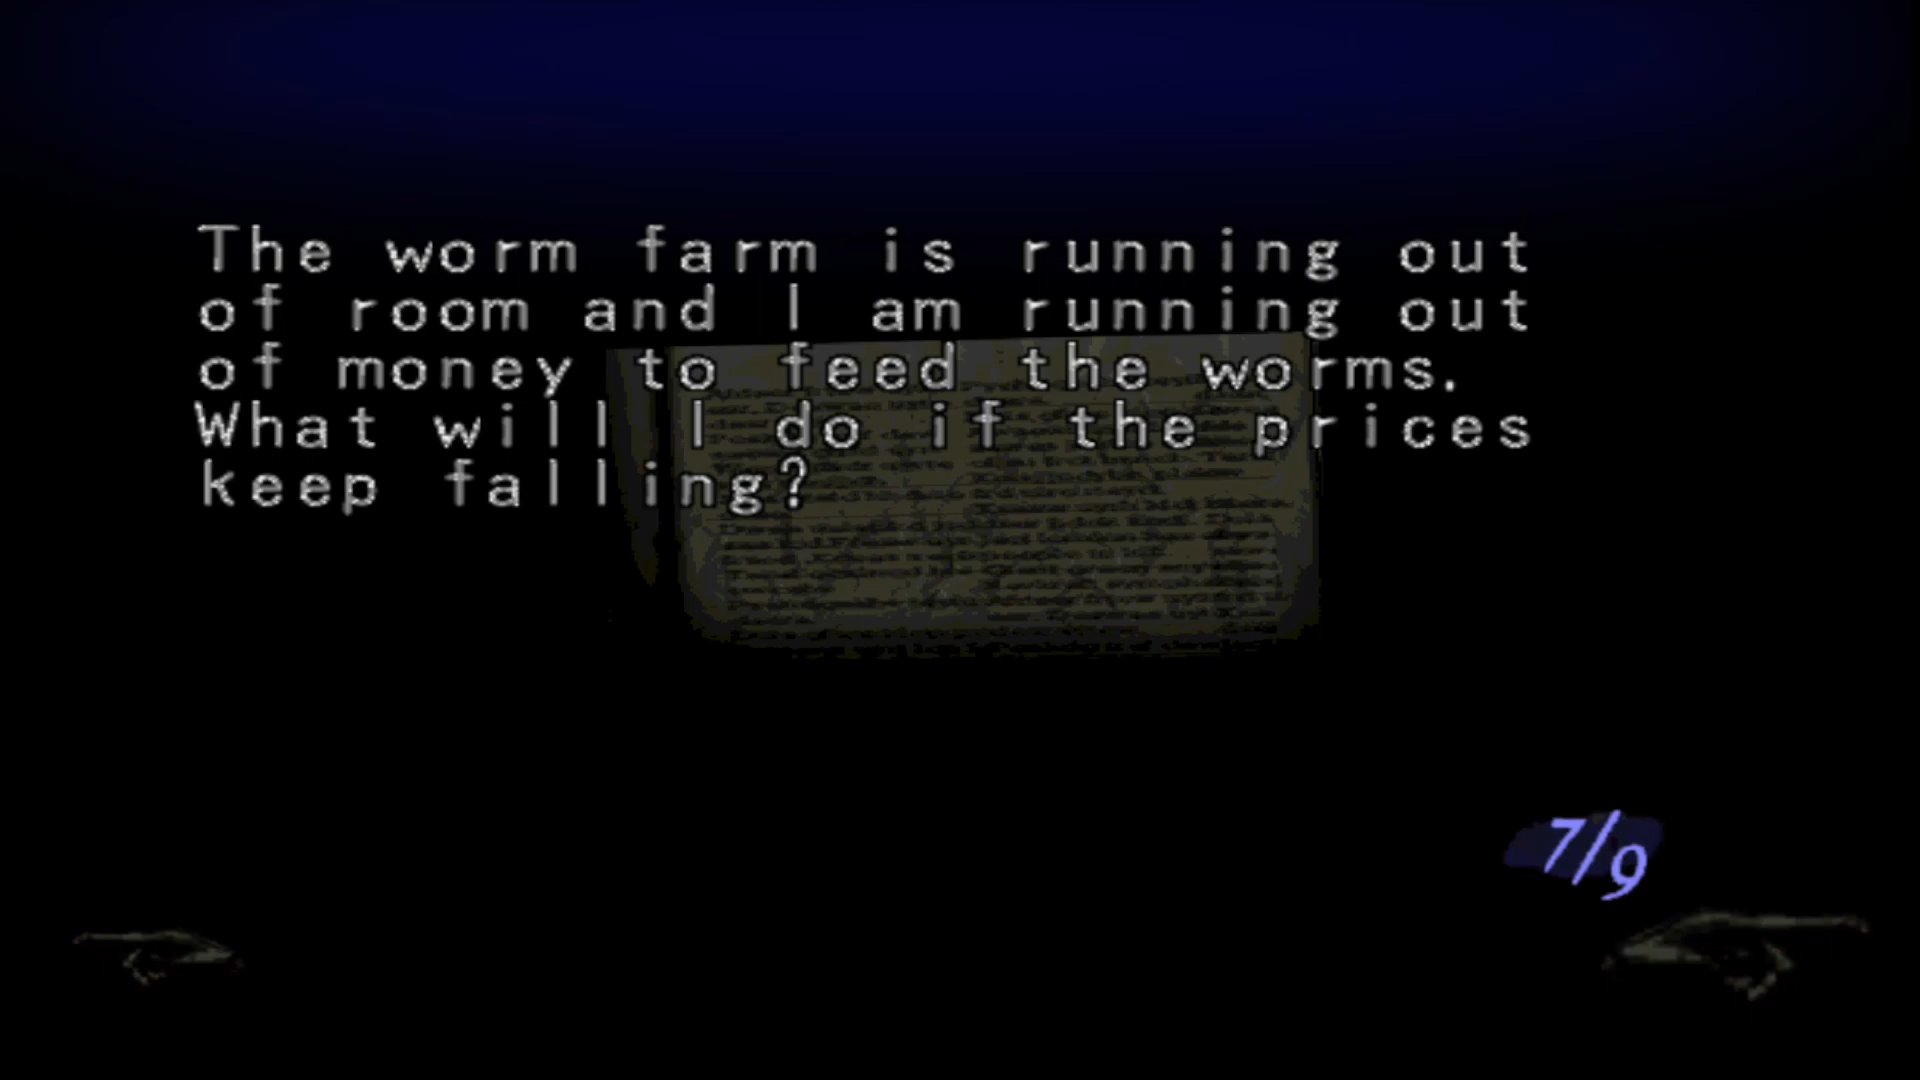 The worm farm is running out
of room and I am running out
of money to feed the worms.
What will I do if the prices
keep falling?
7/9